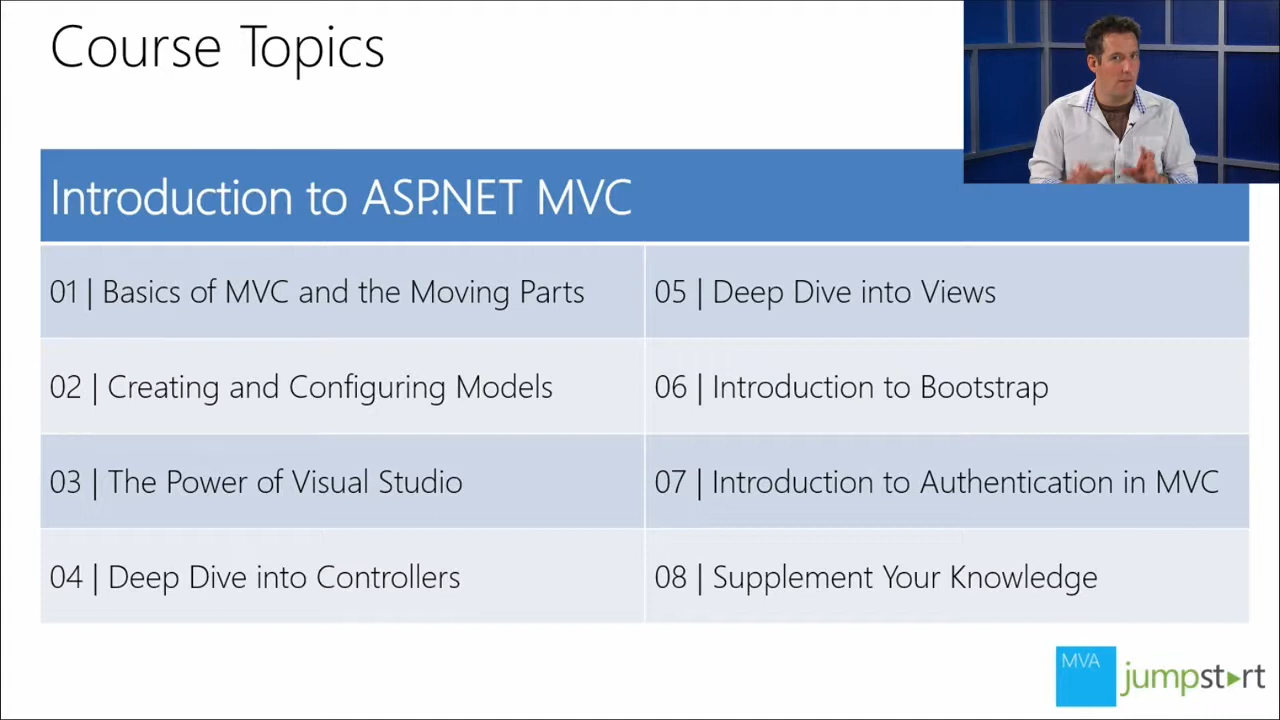 Course Topics
Introduction to ASP.NET MVC
01 | Basics of MVC and the Moving Parts
05 | Deep Dive into Views
02 | Creating and Configuring Models
06 | Introduction to Bootstrap
03 | The Power of Visual Studio
07 | Introduction to Authentication in MVC
04 | Deep Dive into Controllers
08 | Supplement Your Knowledge
MVA
jumpstart